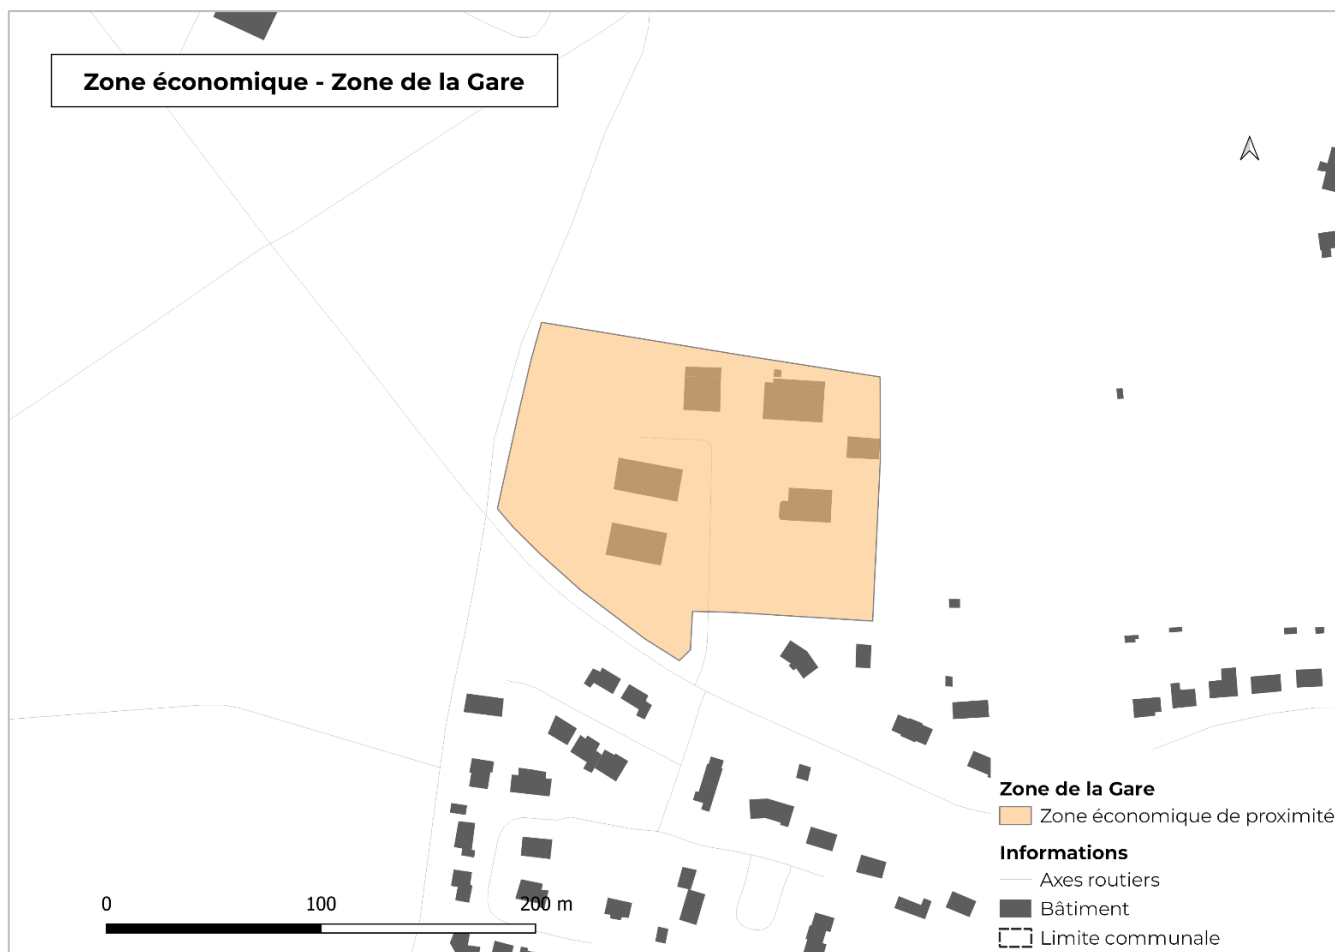 Zone économique - Zone de la Gare
Zone de la Gare
Zone économique de proximité
Informations
Axes routiers
Bâtiment
Limite communale
0 100 200 m